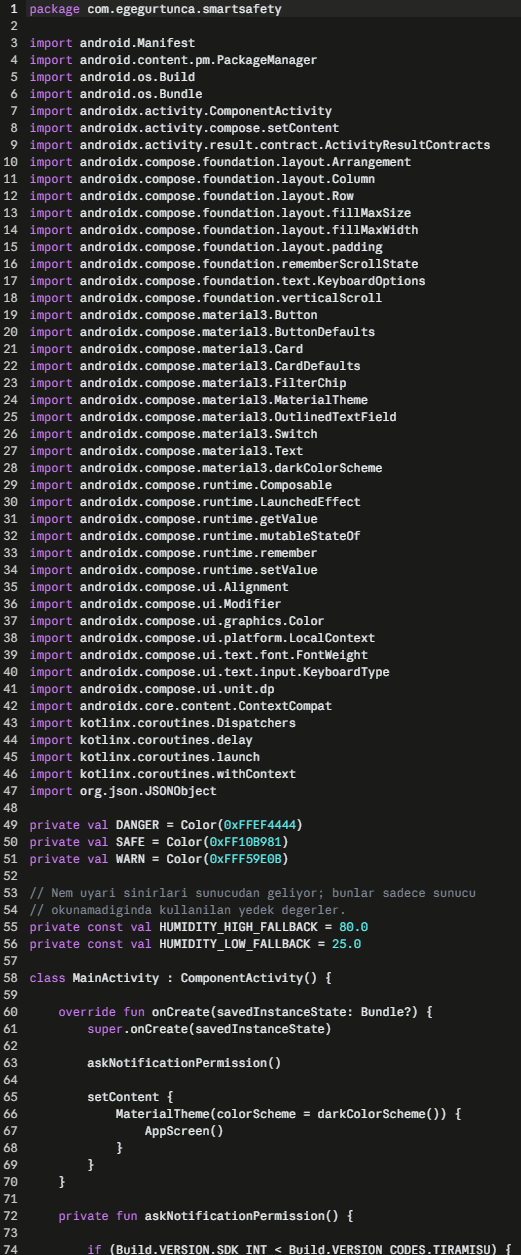 1 package com.egegurtunca.smartsafety
2
3 import android.Manifest
4 import android.content.pm.PackageManager
5 import android.os.Build
6 import android.os.Bundle
7 import androidx.activity.ComponentActivity
8 import androidx.activity.compose.setContent
9 import androidx.activity.result.contract.ActivityResultContracts
10 import androidx.compose.foundation.layout.Arrangement
11 import androidx.compose.foundation.layout.Column
12 import androidx.compose.foundation.layout.Row
13 import androidx.compose.foundation.layout.fillMaxSize
14 import androidx.compose.foundation.layout.fillMaxWidth
15 import androidx.compose.foundation.layout.padding
16 import androidx.compose.foundation.rememberScrollState
17 import androidx.compose.foundation.text.KeyboardOptions
18 import androidx.compose.foundation.verticalScroll
19 import androidx.compose.material3.Button
20 import androidx.compose.material3.ButtonDefaults
21 import androidx.compose.material3.Card
22 import androidx.compose.material3.CardDefaults
23 import androidx.compose.material3.FilterChip
24 import androidx.compose.material3.MaterialTheme
25 import androidx.compose.material3.OutlinedTextField
26 import androidx.compose.material3.Switch
27 import androidx.compose.material3.Text
28 import androidx.compose.material3.darkColorScheme
29 import androidx.compose.runtime.Composable
30 import androidx.compose.runtime.LaunchedEffect
31 import androidx.compose.runtime.getValue
32 import androidx.compose.runtime.mutableStateOf
33 import androidx.compose.runtime.remember
34 import androidx.compose.runtime.setValue
35 import androidx.compose.ui.Alignment
36 import androidx.compose.ui.Modifier
37 import androidx.compose.ui.graphics.Color
38 import androidx.compose.ui.platform.LocalContext
39 import androidx.compose.ui.text.font.FontWeight
40 import androidx.compose.ui.text.input.KeyboardType
41 import androidx.compose.ui.unit.dp
42 import androidx.core.content.ContextCompat
43 import kotlinx.coroutines.Dispatchers
44 import kotlinx.coroutines.delay
45 import kotlinx.coroutines.launch
46 import kotlinx.coroutines.withContext
47 import org.json.JSONObject
48
49 private val DANGER = Color(0xFFEF4444)
50 private val SAFE = Color(0xFF10B981)
51 private val WARN = Color(0xFFF59E0B)
52
53 // Nem uyari sinirlari sunucudan geliyor; bunlar sadece sunucu
54 // okunamadiginda kullanilan yedek degerler.
55 private const val HUMIDITY_HIGH_FALLBACK = 80.0
56 private const val HUMIDITY_LOW_FALLBACK = 25.0
57
58 class MainActivity : ComponentActivity() {
59
60 override fun onCreate(savedInstanceState: Bundle?) {
61 super.onCreate(savedInstanceState)
62
63 askNotificationPermission()
64
65 setContent {
66 MaterialTheme(colorScheme = darkColorScheme()) {
67 AppScreen()
68 }
69 }
70 }
71
72 private fun askNotificationPermission() {
73
74 if (Build.VERSION.SDK_INT < Build.VERSION_CODES.TIRAMISU) {